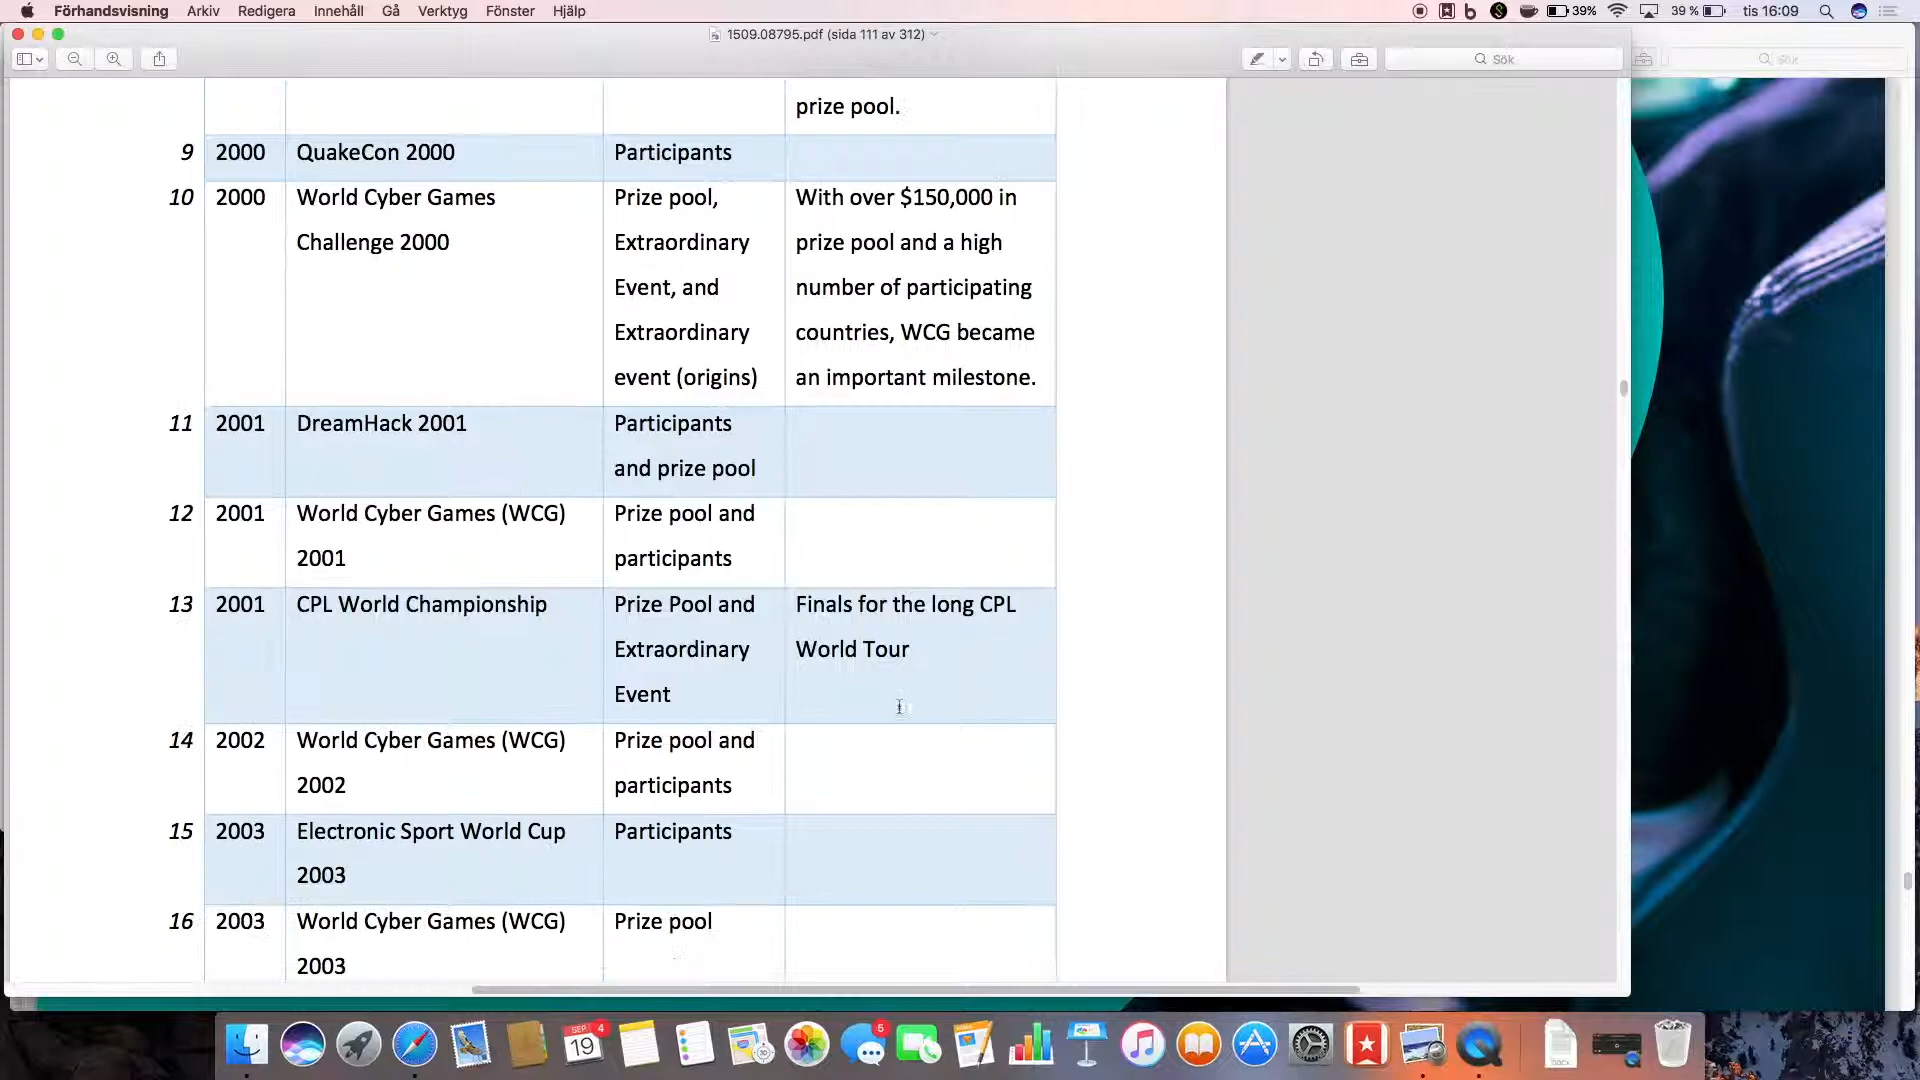 Förhandsvisning Arkiv Redigera Innehåll Gå Verktyg Fönster Hjälp 39% 39 % tis 16:09
1509.08795.pdf (sida 111 av 312)
Sök
prize pool.
9 2000 QuakeCon 2000 Participants
10 2000 World Cyber Games Prize pool, With over $150,000 in
Challenge 2000 Extraordinary prize pool and a high
Event, and number of participating
Extraordinary countries, WCG became
event (origins) an important milestone.
11 2001 DreamHack 2001 Participants
and prize pool
12 2001 World Cyber Games (WCG) Prize pool and
2001 participants
13 2001 CPL World Championship Prize Pool and Finals for the long CPL
Extraordinary World Tour
Event
14 2002 World Cyber Games (WCG) Prize pool and
2002 participants
15 2003 Electronic Sport World Cup Participants
2003
16 2003 World Cyber Games (WCG) Prize pool
2003
SEP. 4 5
19